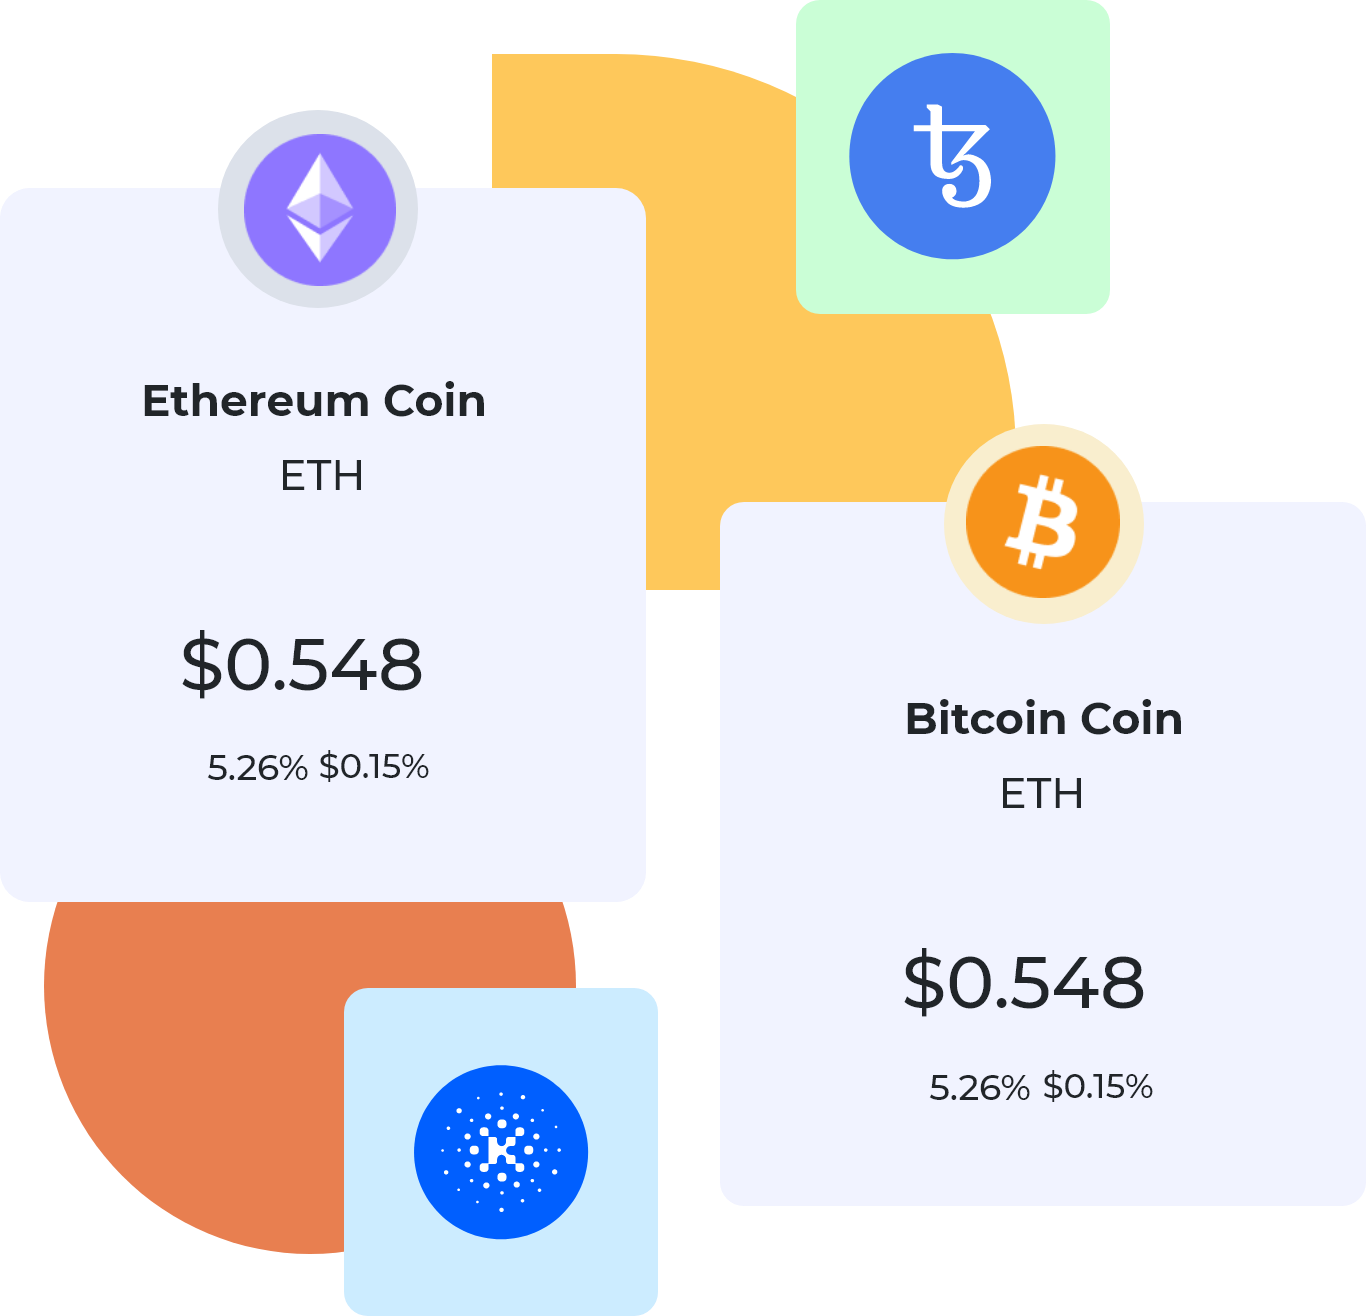 Ethereum Coin
ETH
$0.548
5.26% $0.15%
Bitcoin Coin
ETH
$0.548
5.26% $0.15%